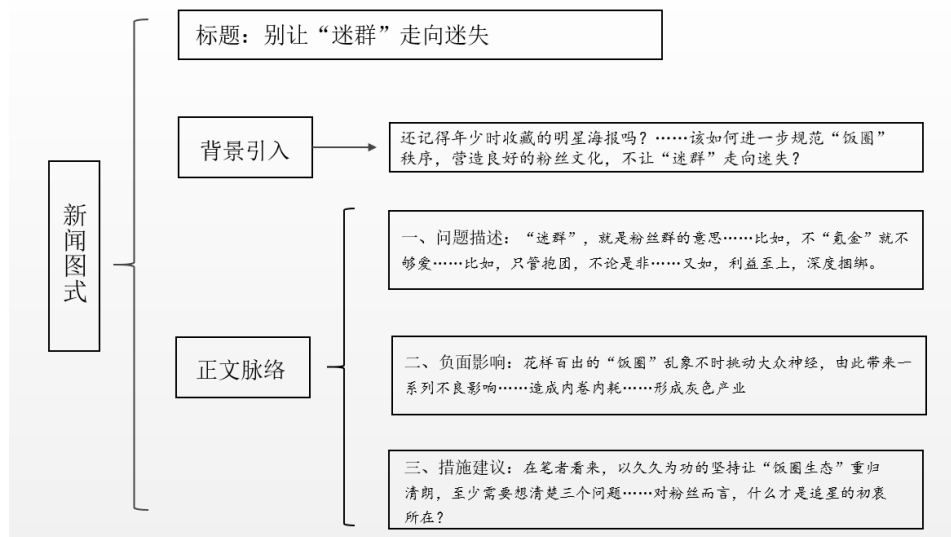 标题：别让“迷群”走向迷失
背景引入
还记得年少时收藏的明星海报吗？……该如何进一步规范“饭圈”
秩序，营造良好的粉丝文化，不让“迷群”走向迷失？
新闻图式
正文脉络
一、问题描述：“迷群”，就是粉丝群的意思……比如，不“氪金”就不
够爱……比如，只管抱团，不论是非……又如，利益至上，深度捆绑。
二、负面影响：花样百出的“饭圈”乱象不时挑动大众神经，由此带来一
系列不良影响……造成内卷内耗……形成灰色产业
三、措施建议：在笔者看来，以久久为功的坚持让“饭圈生态”重归
清朗，至少需要想清楚三个问题……对粉丝而言，什么才是追星的初衷
所在？